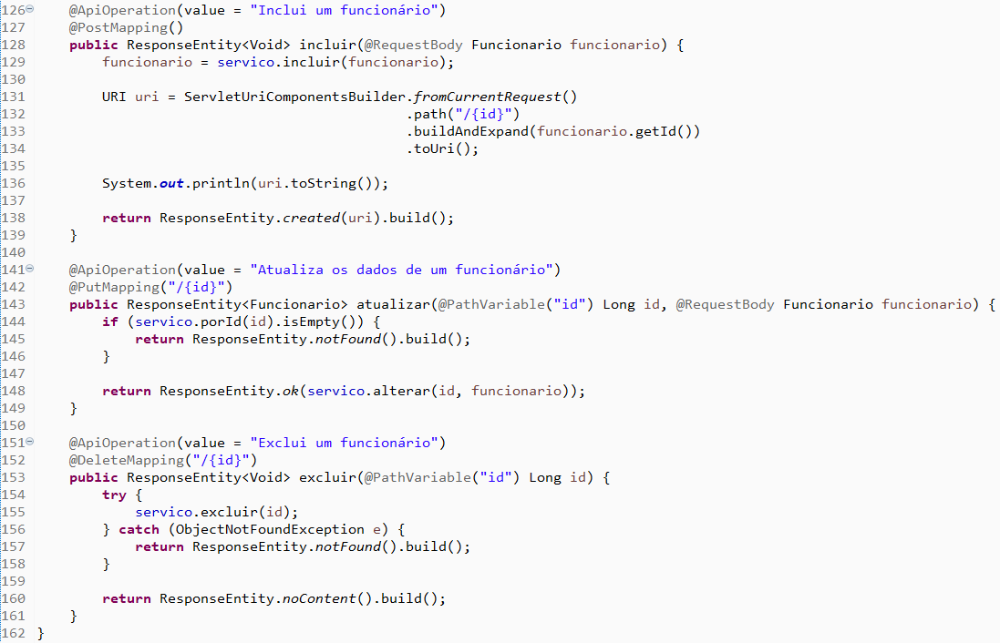 126 @ApiOperation(value = "Inclui um funcionário")
127 @PostMapping()
128 public ResponseEntity<Void> incluir(@RequestBody Funcionario funcionario) {
129 funcionario = servico.incluir(funcionario);
130
131 URI uri = ServletUriComponentsBuilder.fromCurrentRequest()
132 .path("/{id}")
133 .buildAndExpand(funcionario.getId())
134 .toUri();
135
136 System.out.println(uri.toString());
137
138 return ResponseEntity.created(uri).build();
139 }
140
141 @ApiOperation(value = "Atualiza os dados de um funcionário")
142 @PutMapping("/{id}")
143 public ResponseEntity<Funcionario> atualizar(@PathVariable("id") Long id, @RequestBody Funcionario funcionario) {
144 if (servico.porId(id).isEmpty()) {
145 return ResponseEntity.notFound().build();
146 }
147
148 return ResponseEntity.ok(servico.alterar(id, funcionario));
149 }
150
151 @ApiOperation(value = "Exclui um funcionário")
152 @DeleteMapping("/{id}")
153 public ResponseEntity<Void> excluir(@PathVariable("id") Long id) {
154 try {
155 servico.excluir(id);
156 } catch (ObjectNotFoundException e) {
157 return ResponseEntity.notFound().build();
158 }
159
160 return ResponseEntity.noContent().build();
161 }
162 }